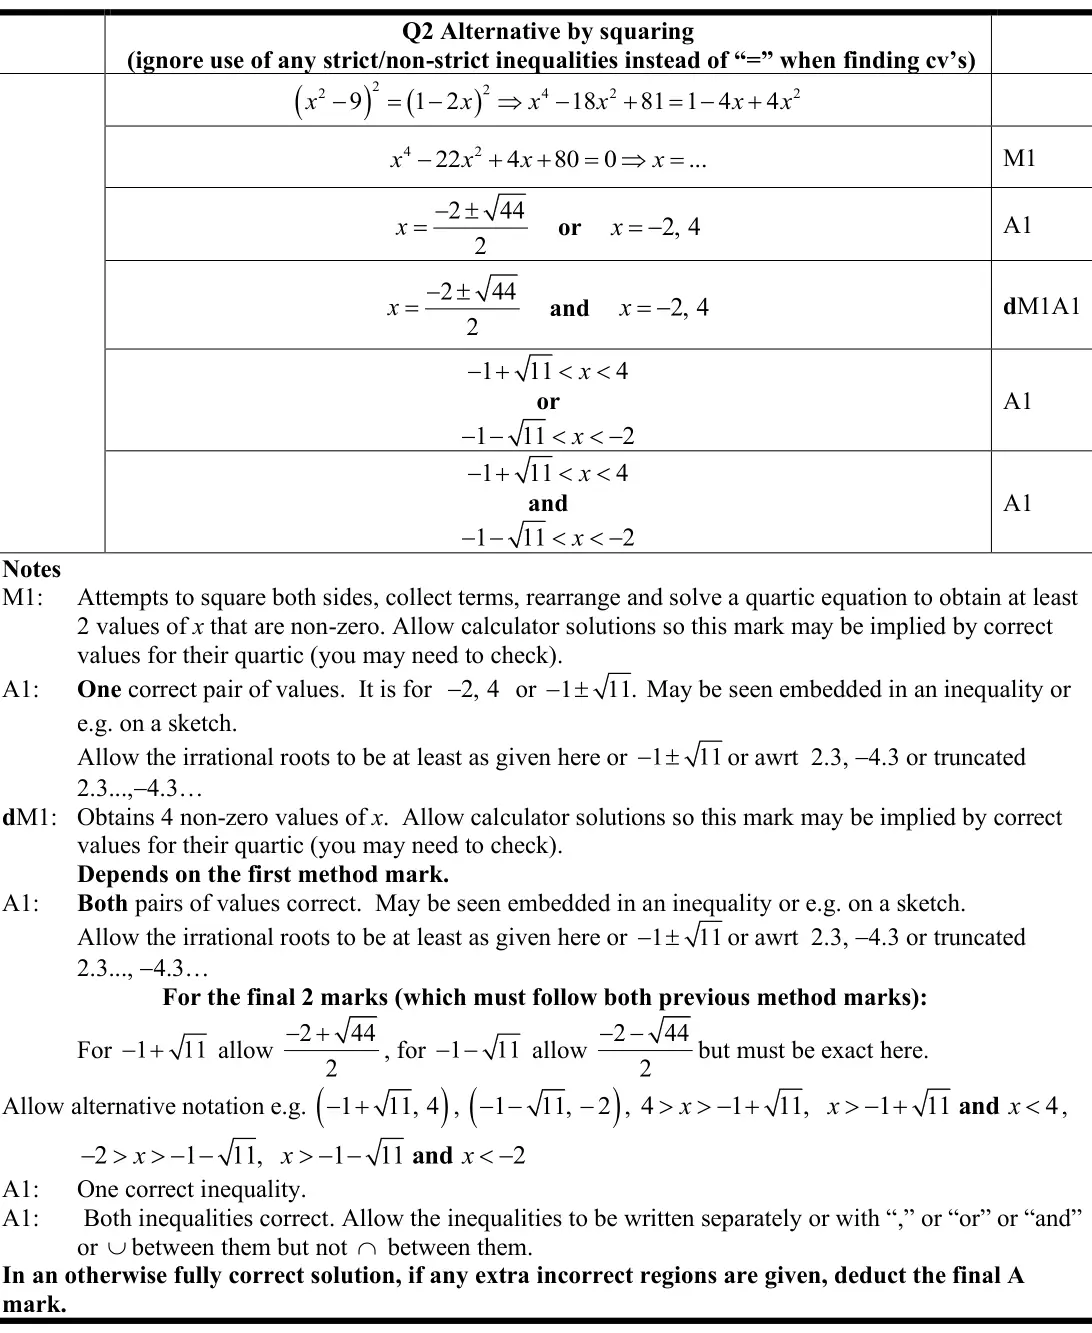 Q2 Alternative by squaring
(ignore use of any strict/non-strict inequalities instead of “=” when finding cv’s)
(x² − 9)² = (1 − 2x)² ⇒ x⁴ − 18x² + 81 = 1 − 4x + 4x²
x⁴ − 22x² + 4x + 80 = 0 ⇒ x = ... M1
x = (−2 ± √44)/2 or x = −2, 4 A1
x = (−2 ± √44)/2 and x = −2, 4 dM1A1
−1 + √11 < x < 4
or A1
−1 − √11 < x < −2
−1 + √11 < x < 4
and A1
−1 − √11 < x < −2
Notes
M1: Attempts to square both sides, collect terms, rearrange and solve a quartic equation to obtain at least
2 values of x that are non-zero. Allow calculator solutions so this mark may be implied by correct
values for their quartic (you may need to check).
A1: One correct pair of values. It is for −2, 4 or −1 ± √11. May be seen embedded in an inequality or
e.g. on a sketch.
Allow the irrational roots to be at least as given here or −1 ± √11 or awrt 2.3, −4.3 or truncated
2.3...,−4.3…
dM1: Obtains 4 non-zero values of x. Allow calculator solutions so this mark may be implied by correct
values for their quartic (you may need to check).
Depends on the first method mark.
A1: Both pairs of values correct. May be seen embedded in an inequality or e.g. on a sketch.
Allow the irrational roots to be at least as given here or −1 ± √11 or awrt 2.3, −4.3 or truncated
2.3..., −4.3…
For the final 2 marks (which must follow both previous method marks):
For −1 + √11 allow (−2 + √44)/2, for −1 − √11 allow (−2 − √44)/2 but must be exact here.
Allow alternative notation e.g. (−1 + √11, 4), (−1 − √11, −2), 4 > x > −1 + √11, x > −1 + √11 and x < 4,
−2 > x > −1 − √11, x > −1 − √11 and x < −2
A1: One correct inequality.
A1: Both inequalities correct. Allow the inequalities to be written separately or with “,” or “or” or “and”
or ∪ between them but not ∩ between them.
In an otherwise fully correct solution, if any extra incorrect regions are given, deduct the final A
mark.